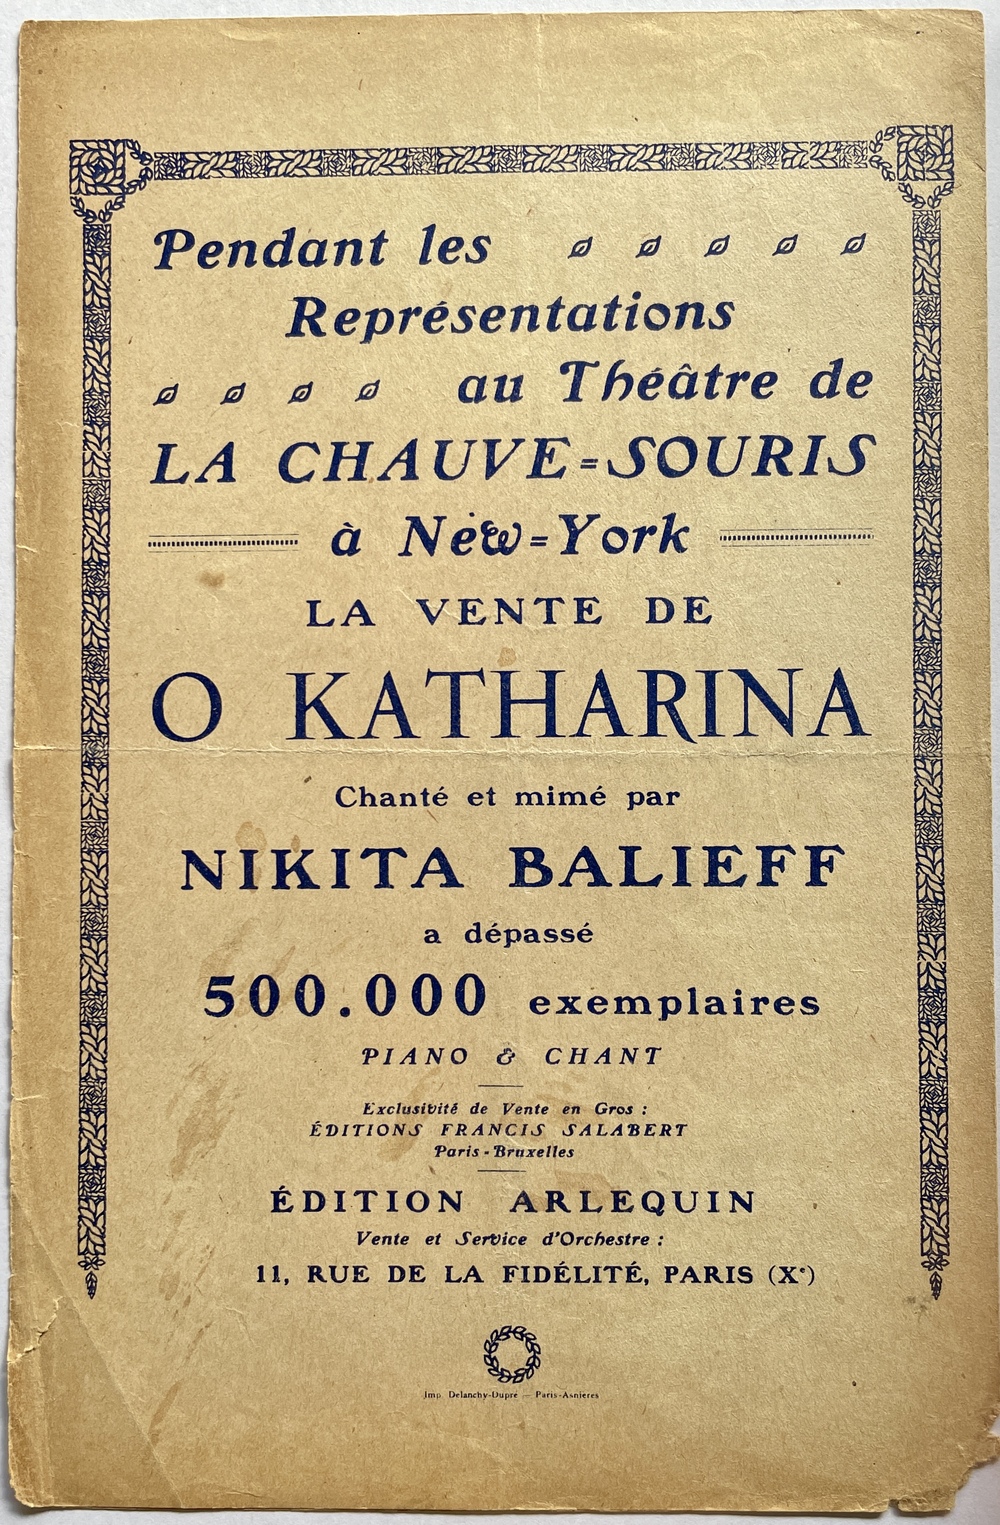 Pendant les
Représentations
au Théâtre de
LA CHAUVE=SOURIS
à New=York
LA VENTE DE
O KATHARINA
Chanté et mimé par
NIKITA BALIEFF
a dépassé
500.000 exemplaires
PIANO & CHANT
Exclusivité de Vente en Gros :
ÉDITIONS FRANCIS SALABERT
Paris-Bruxelles
ÉDITION ARLEQUIN
Vente et Service d'Orchestre :
11, RUE DE LA FIDÉLITÉ, PARIS (Xe)
Imp. Delanchy-Dupré — Paris-Asnières